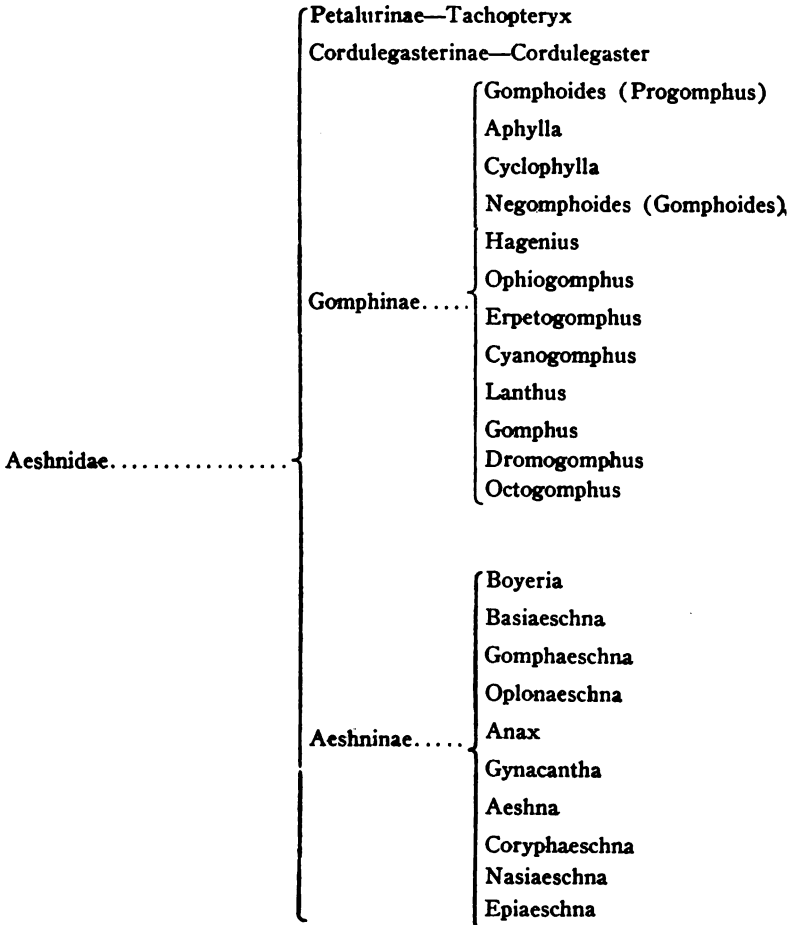 Petalurinae—Tachopteryx
Cordulegasterinae—Cordulegaster
Gomphoides (Progomphus)
Aphylla
Cyclophylla
Negomphoides (Gomphoides)
Hagenius
Ophiogomphus
Gomphinae.....
Erpetogomphus
Cyanogomphus
Lanthus
Gomphus
Aeshnidae.................
Dromogomphus
Octogomphus
Boyeria
Basiaeschna
Gomphaeschna
Oplonaeschna
Aeshninae.....
Anax
Gynacantha
Aeshna
Coryphaeschna
Nasiaeschna
Epiaeschna